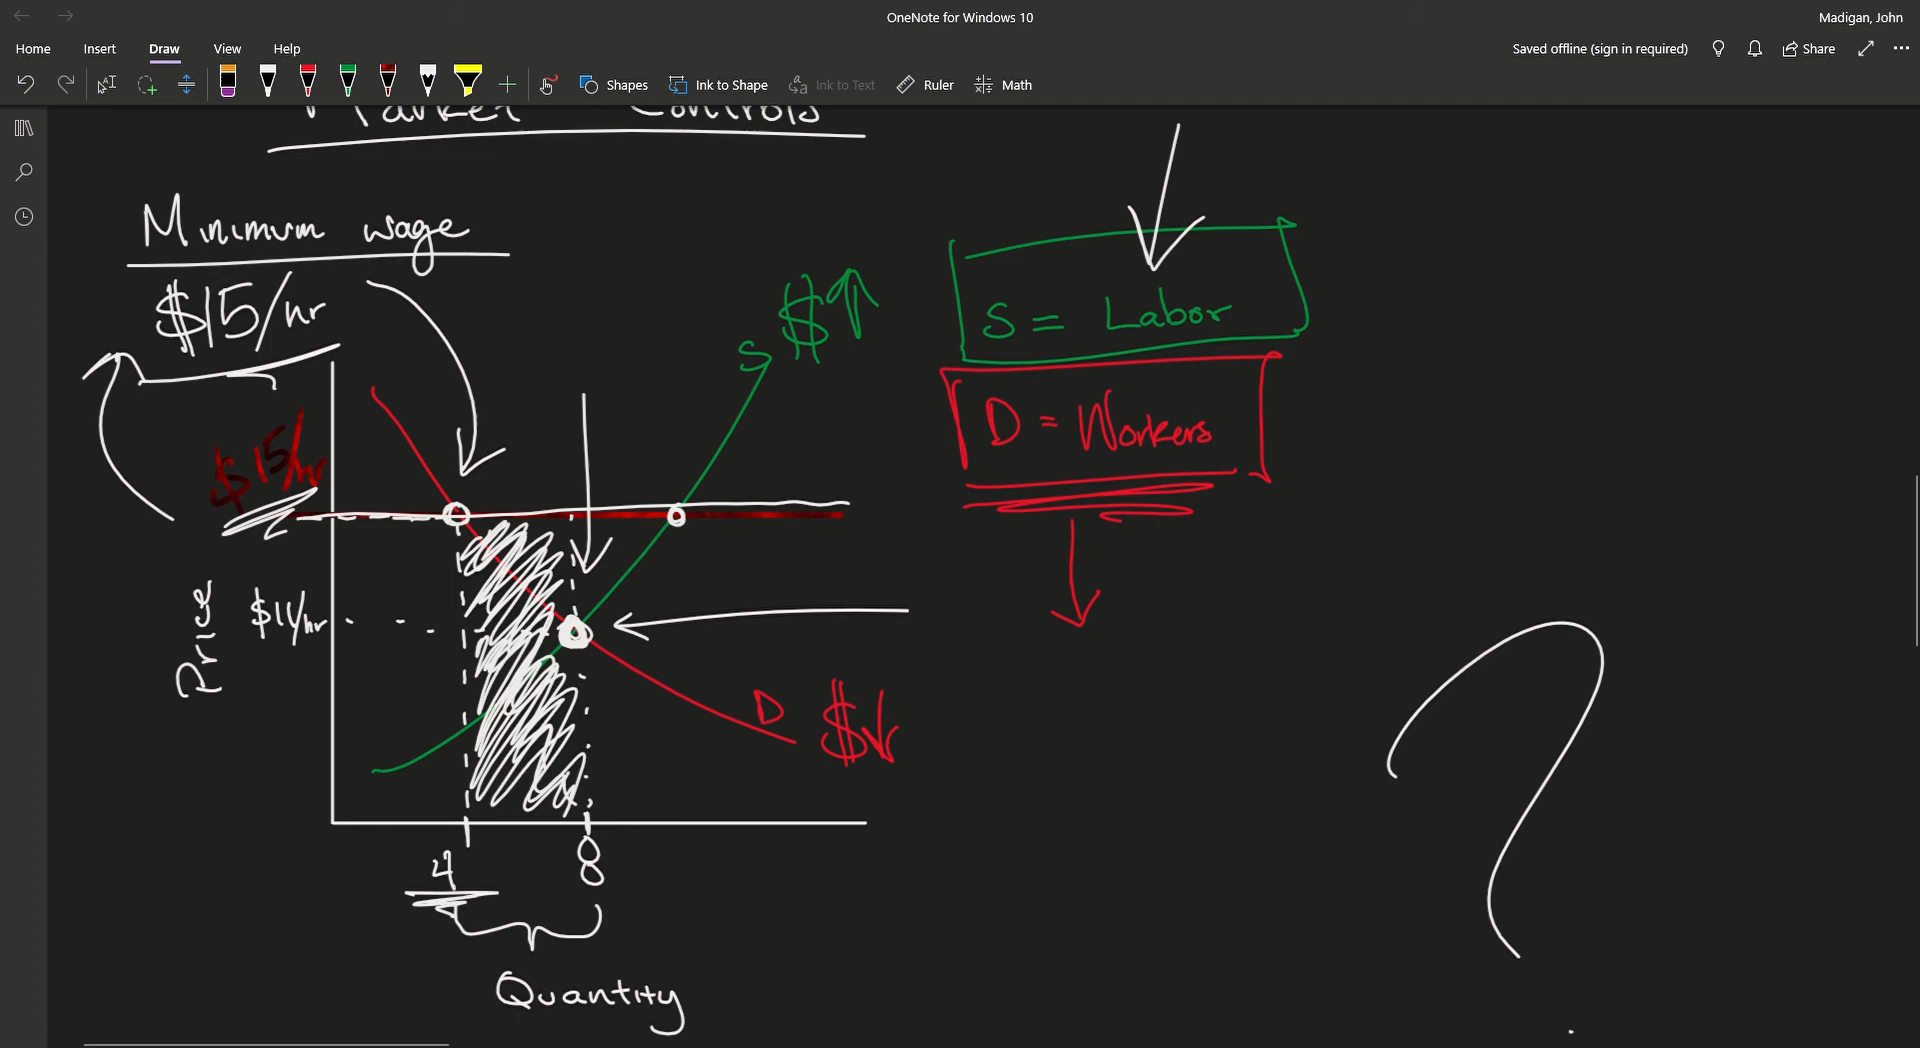 OneNote for Windows 10
Madigan, John
Home Insert Draw View Help
Saved offline (sign in required) Share
Shapes Ink to Shape Ink to Text Ruler Math
Market Controls
Minimum wage
$15/hr
$↑
S
S = Labor
D = Workers
$15/hr
Price
$11/hr
D
$↓
4
8
Quantity
?